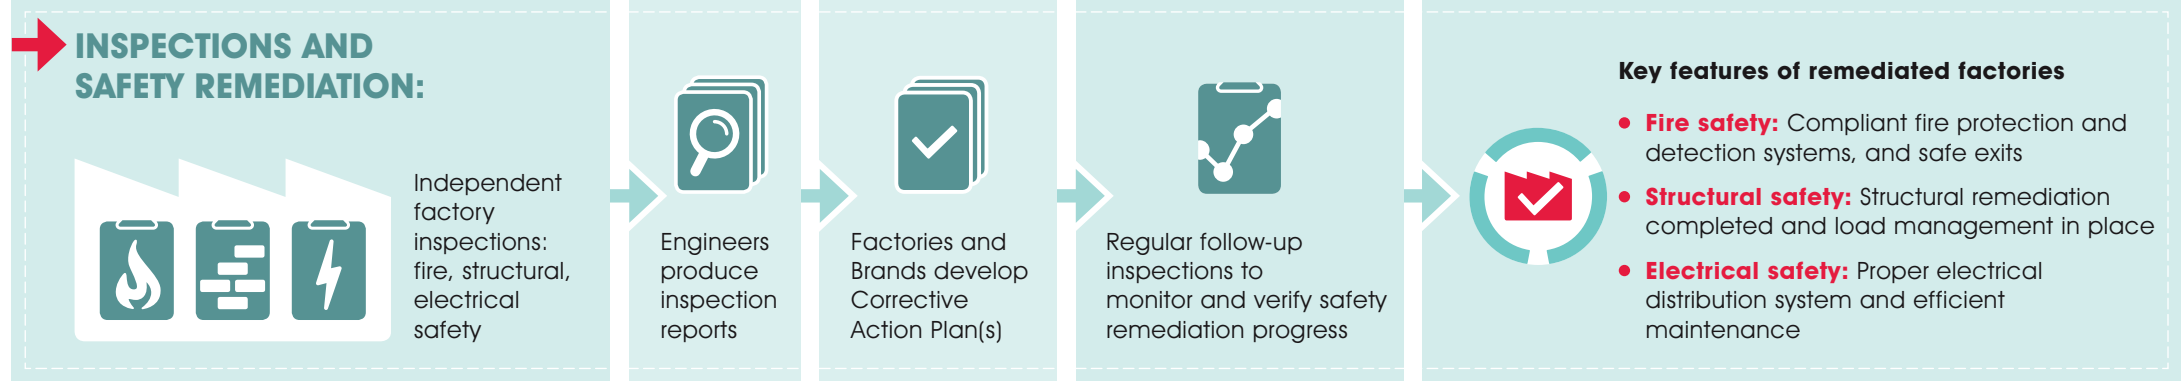 INSPECTIONS AND
SAFETY REMEDIATION:
Independent
factory
inspections:
fire, structural,
electrical
safety
Engineers
produce
inspection
reports
Factories and
Brands develop
Corrective
Action Plan(s)
Regular follow-up
inspections to
monitor and verify safety
remediation progress
Key features of remediated factories
• Fire safety: Compliant fire protection and
detection systems, and safe exits
• Structural safety: Structural remediation
completed and load management in place
• Electrical safety: Proper electrical
distribution system and efficient
maintenance